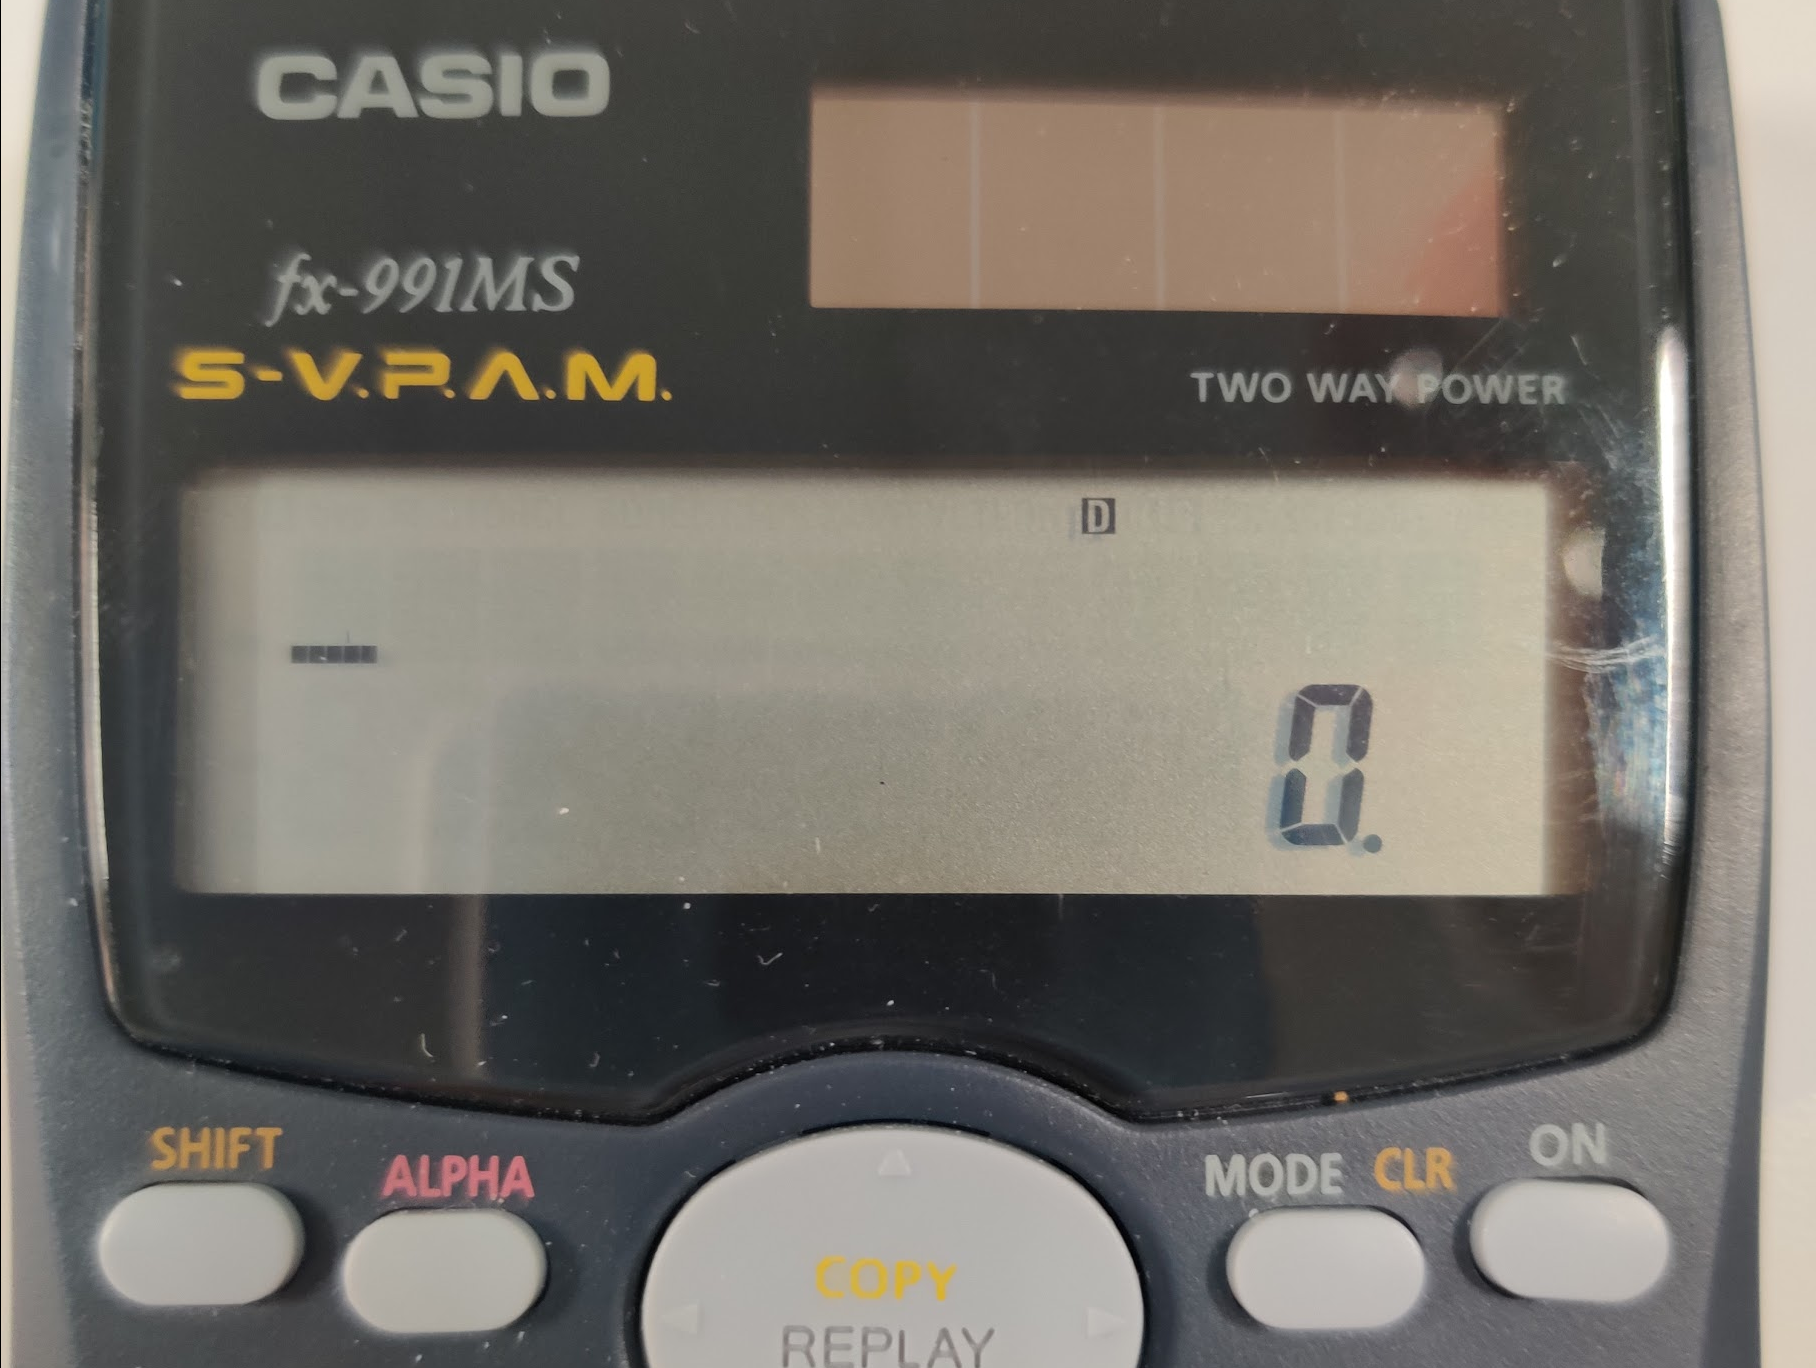 CASIO
fx-991MS
S-V.P.A.M.
TWO WAY POWER
D
0.
SHIFT
ALPHA
MODE CLR
ON
COPY
REPLAY